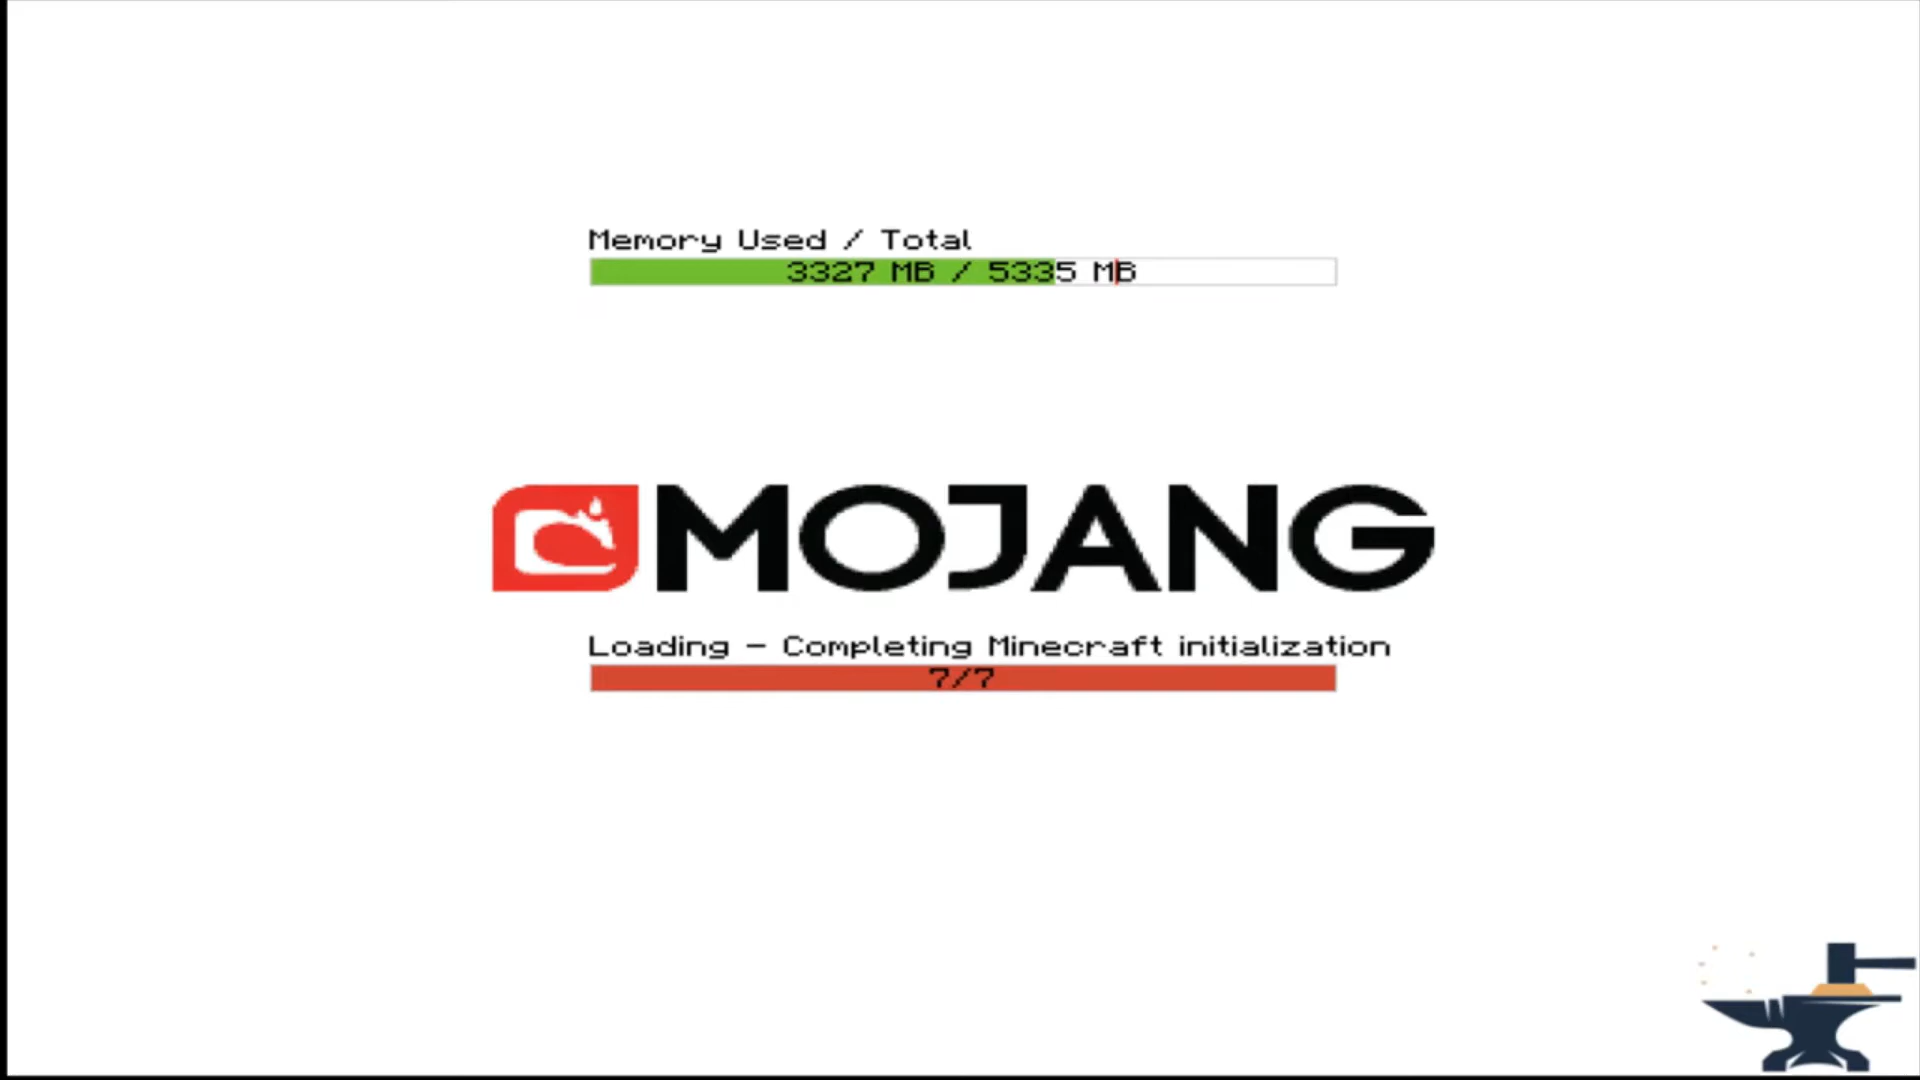 Memory Used / Total
3327 MB / 5335 MB
MOJANG
Loading - Completing Minecraft initialization
7/7